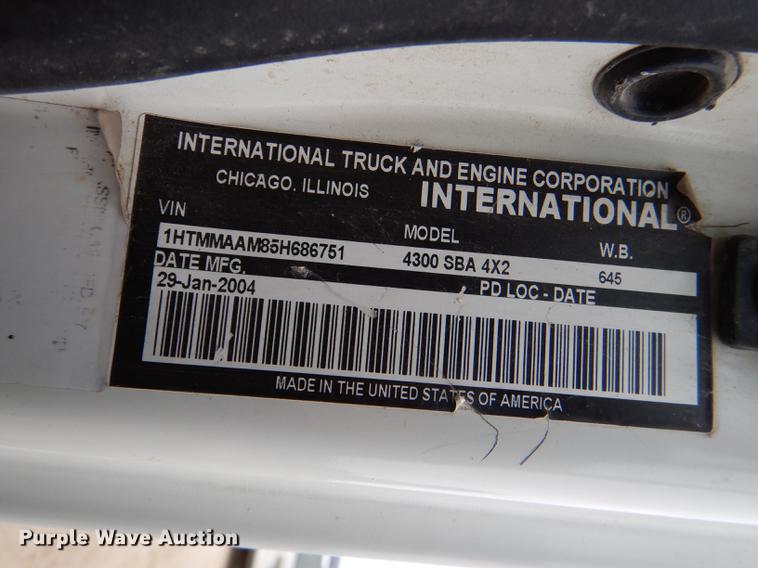 INTERNATIONAL TRUCK AND ENGINE CORPORATION
CHICAGO, ILLINOIS
INTERNATIONAL®
VIN
MODEL
W.B.
1HTMMAAM85H686751
4300 SBA 4X2
645
DATE MFG.
PD LOC - DATE
29-Jan-2004
MADE IN THE UNITED STATES OF AMERICA
Purple Wave Auction